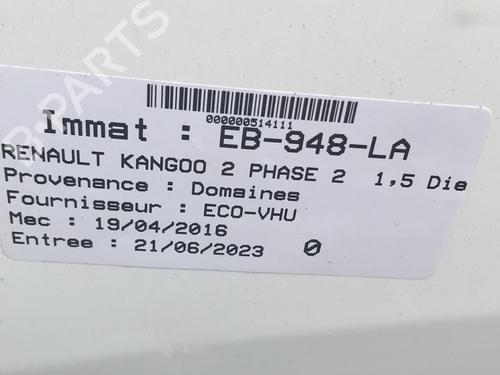 000000514111
Immat : EB-948-LA
RENAULT KANGOO 2 PHASE 2 1,5 Die
Provenance : Domaines
Fournisseur : ECO-VHU
Mec : 19/04/2016
Entree : 21/06/2023 0
B-PARTS